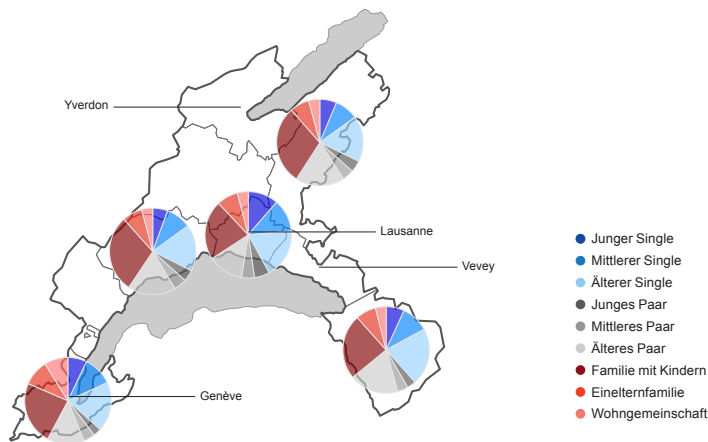 Yverdon
Lausanne
Vevey
Genève
Junger Single
Mittlerer Single
Älterer Single
Junges Paar
Mittleres Paar
Älteres Paar
Familie mit Kindern
Einelternfamilie
Wohngemeinschaft